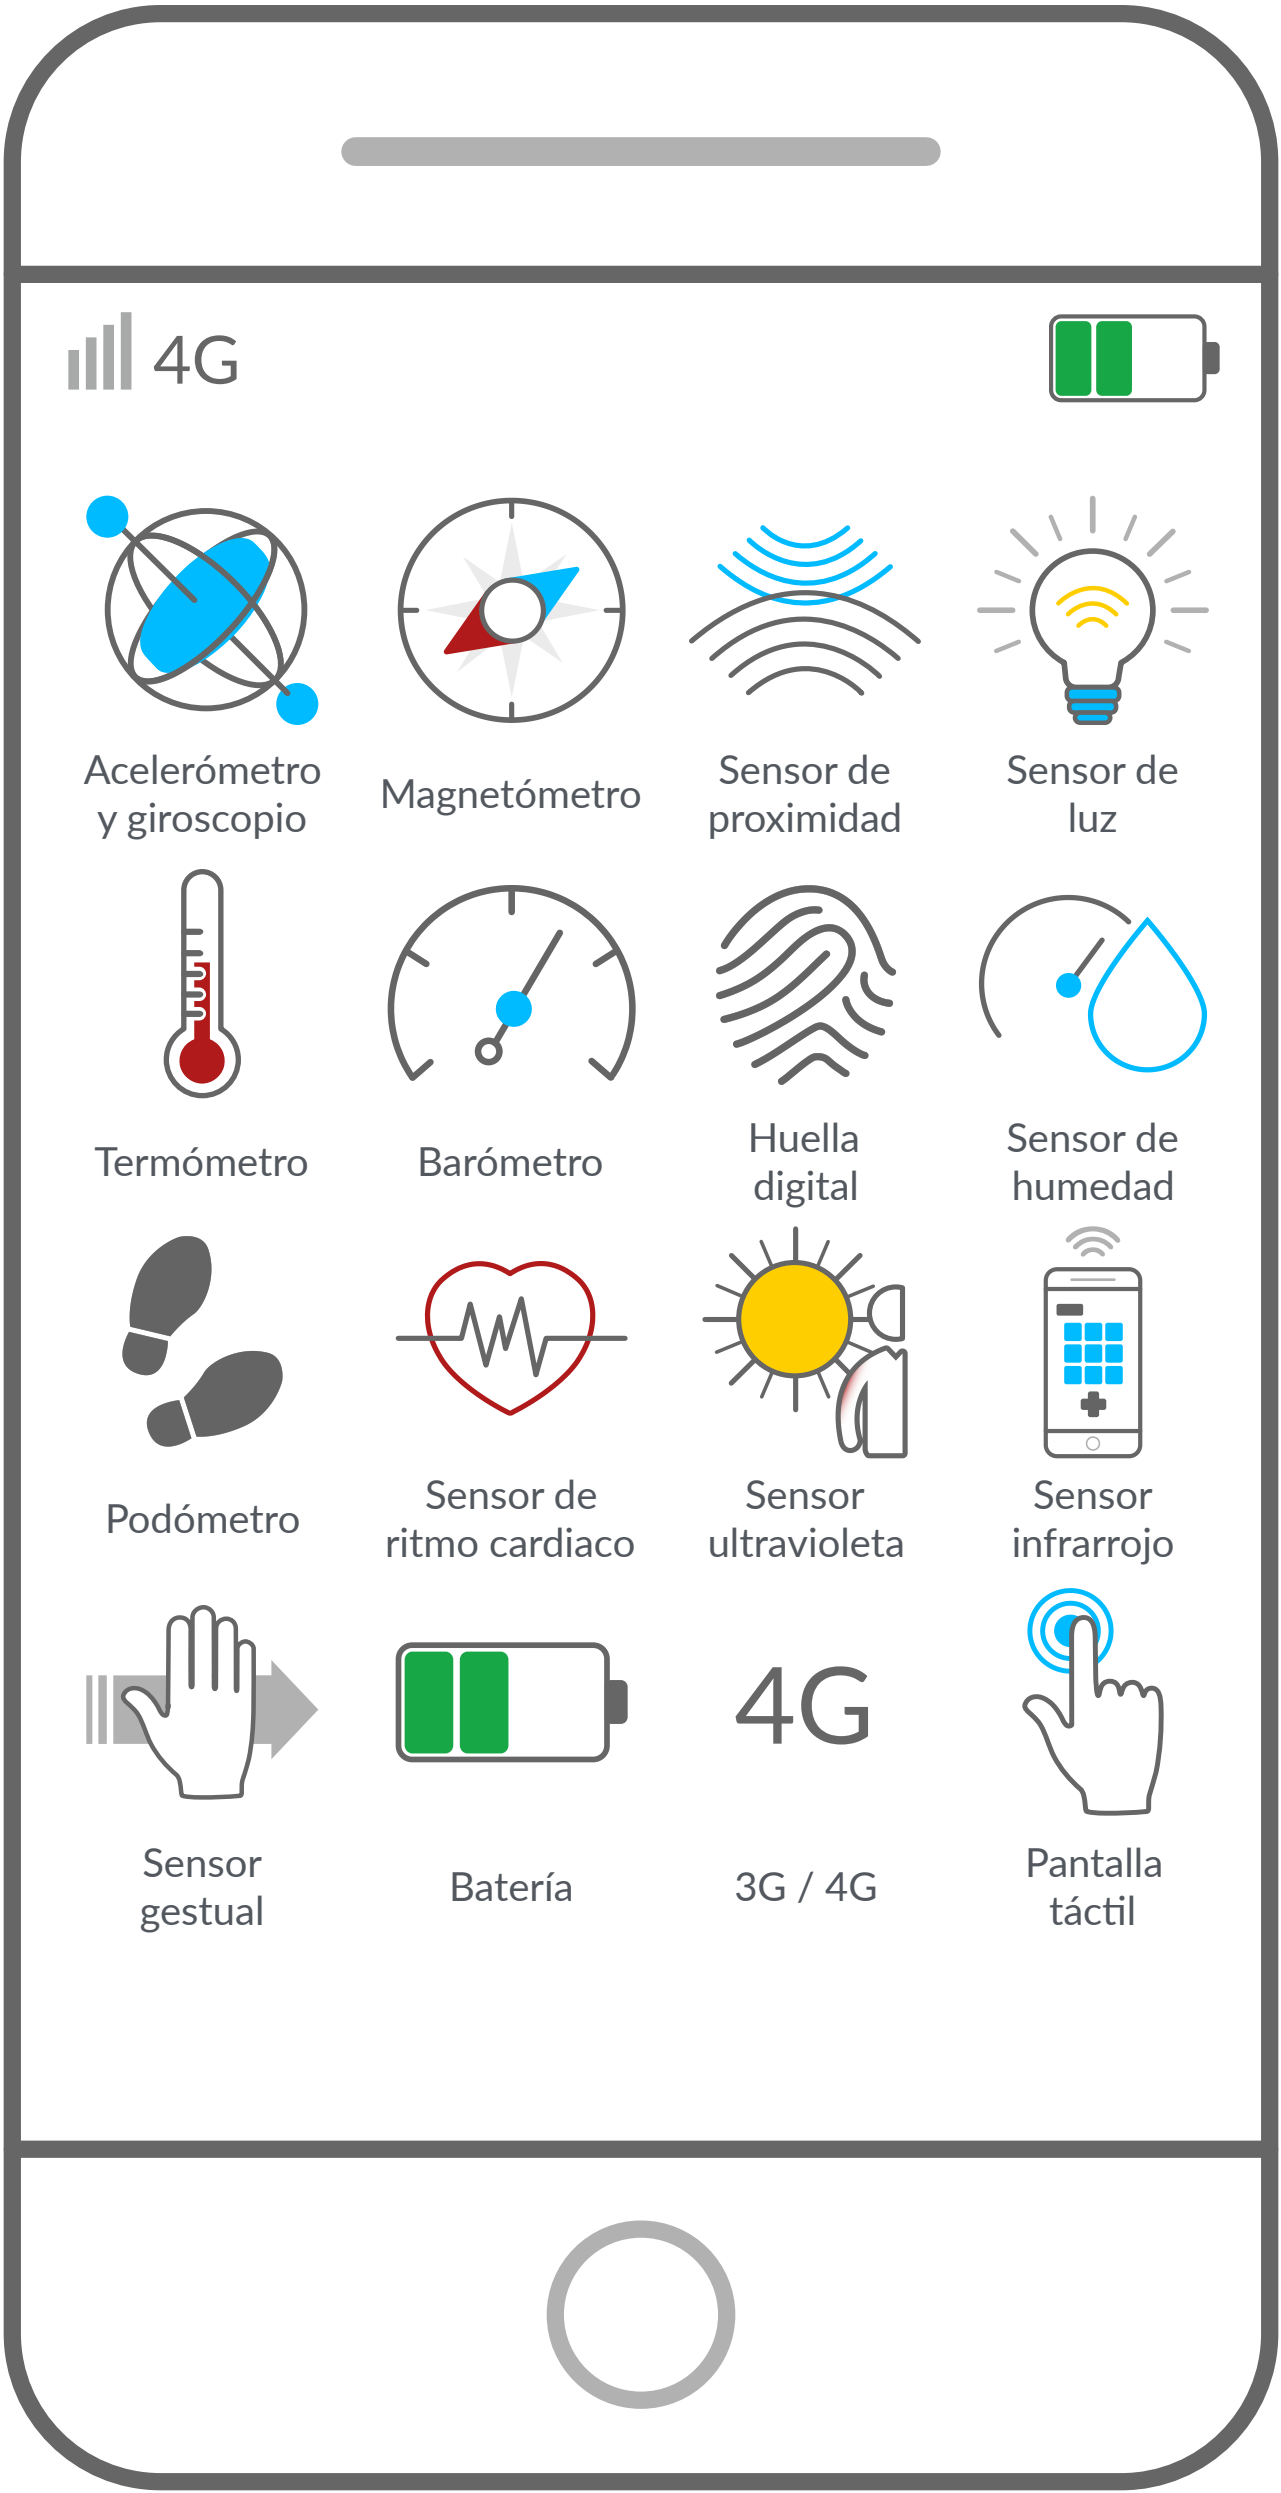 4G
Acelerómetro
y giroscopio
Magnetómetro
Sensor de
proximidad
Sensor de
luz
Termómetro
Barómetro
Huella
digital
Sensor de
humedad
Podómetro
Sensor de
ritmo cardiaco
Sensor
ultravioleta
Sensor
infrarrojo
4G
Sensor
gestual
Batería
3G / 4G
Pantalla
táctil